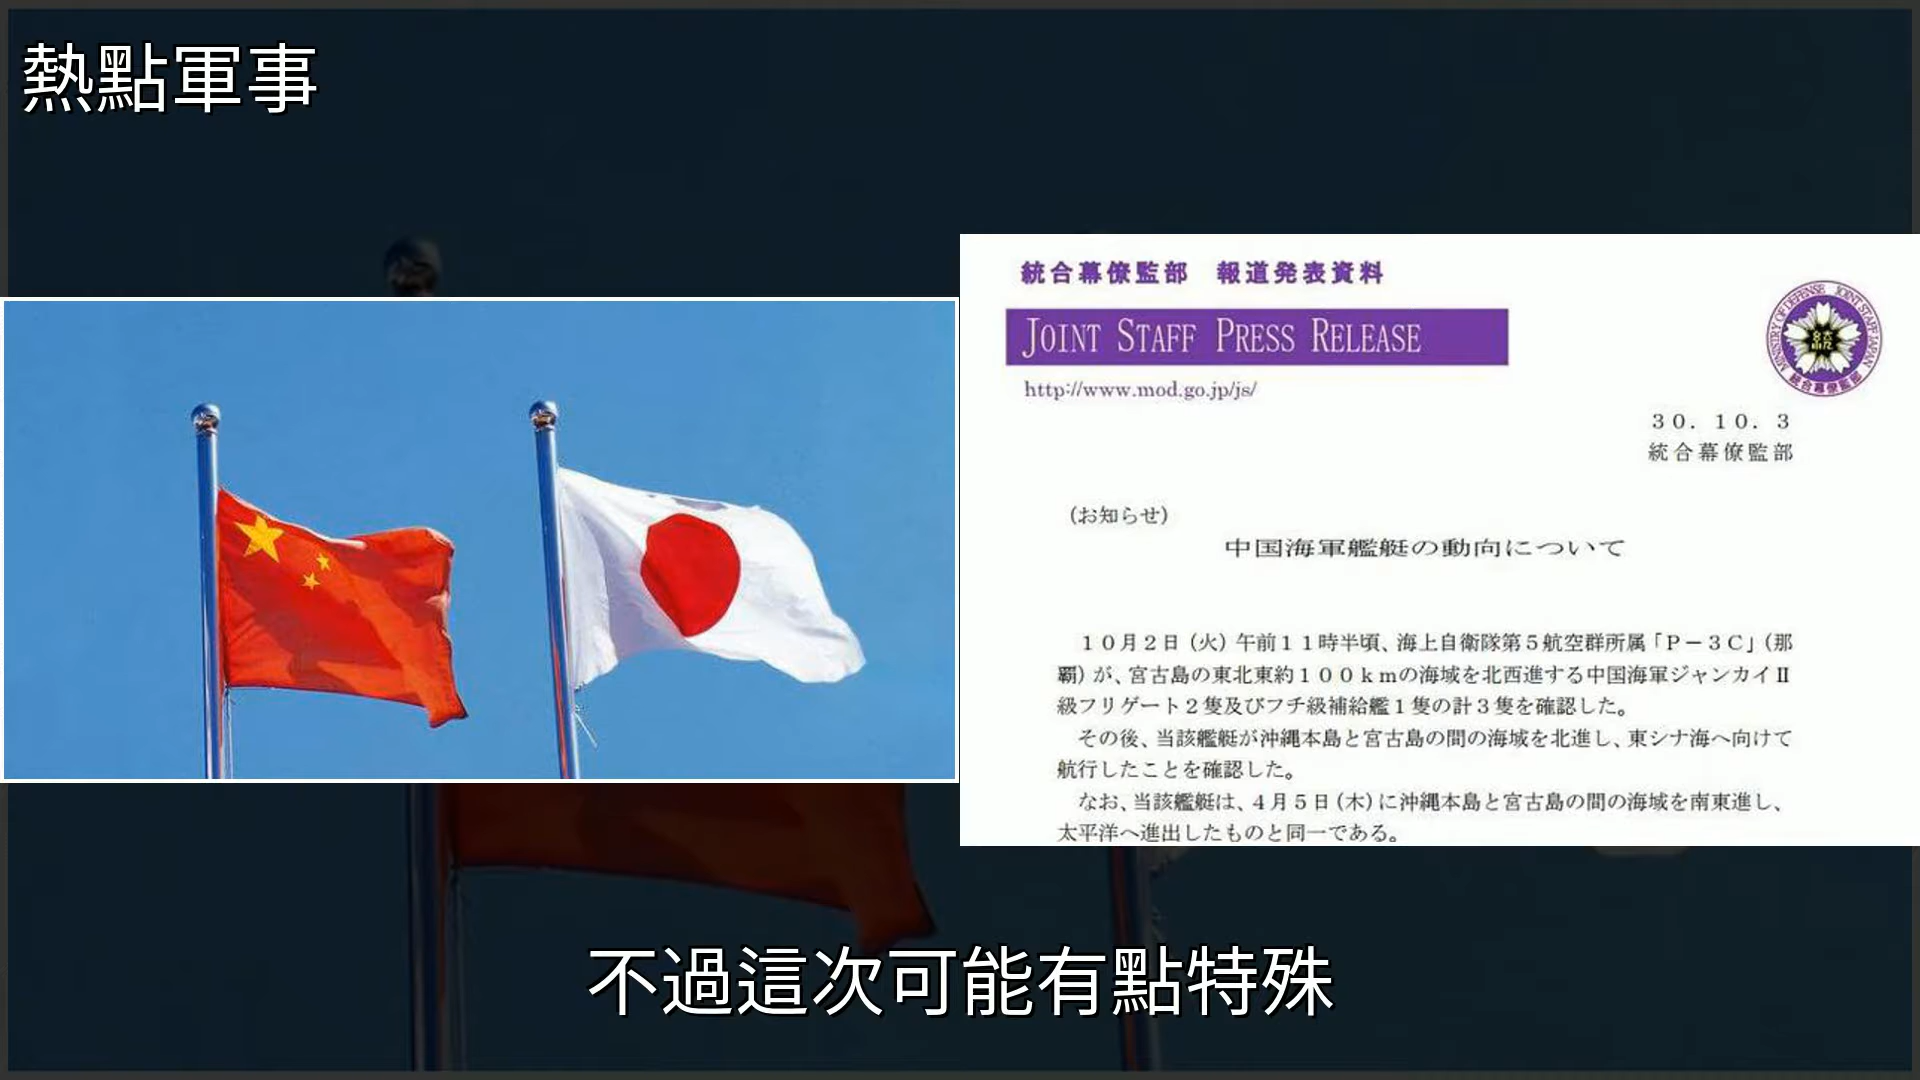 熱點軍事
統合幕僚監部 報道発表資料
JOINT STAFF PRESS RELEASE
http://www.mod.go.jp/js/
MINISTRY OF DEFENSE JOINT STAFF JAPAN
統合幕僚監部
30.10.3
統合幕僚監部
(お知らせ)
中国海軍艦艇の動向について
10月2日(火)午前11時半頃、海上自衛隊第5航空群所属「P-3C」(那
覇)が、宮古島の東北東約100kmの海域を北西進する中国海軍ジャンカイⅡ
級フリゲート2隻及びフチ級補給艦1隻の計3隻を確認した。
その後、当該艦艇が沖縄本島と宮古島の間の海域を北進し、東シナ海へ向けて
航行したことを確認した。
なお、当該艦艇は、4月5日(木)に沖縄本島と宮古島の間の海域を南東進し、
太平洋へ進出したものと同一である。
不過這次可能有點特殊